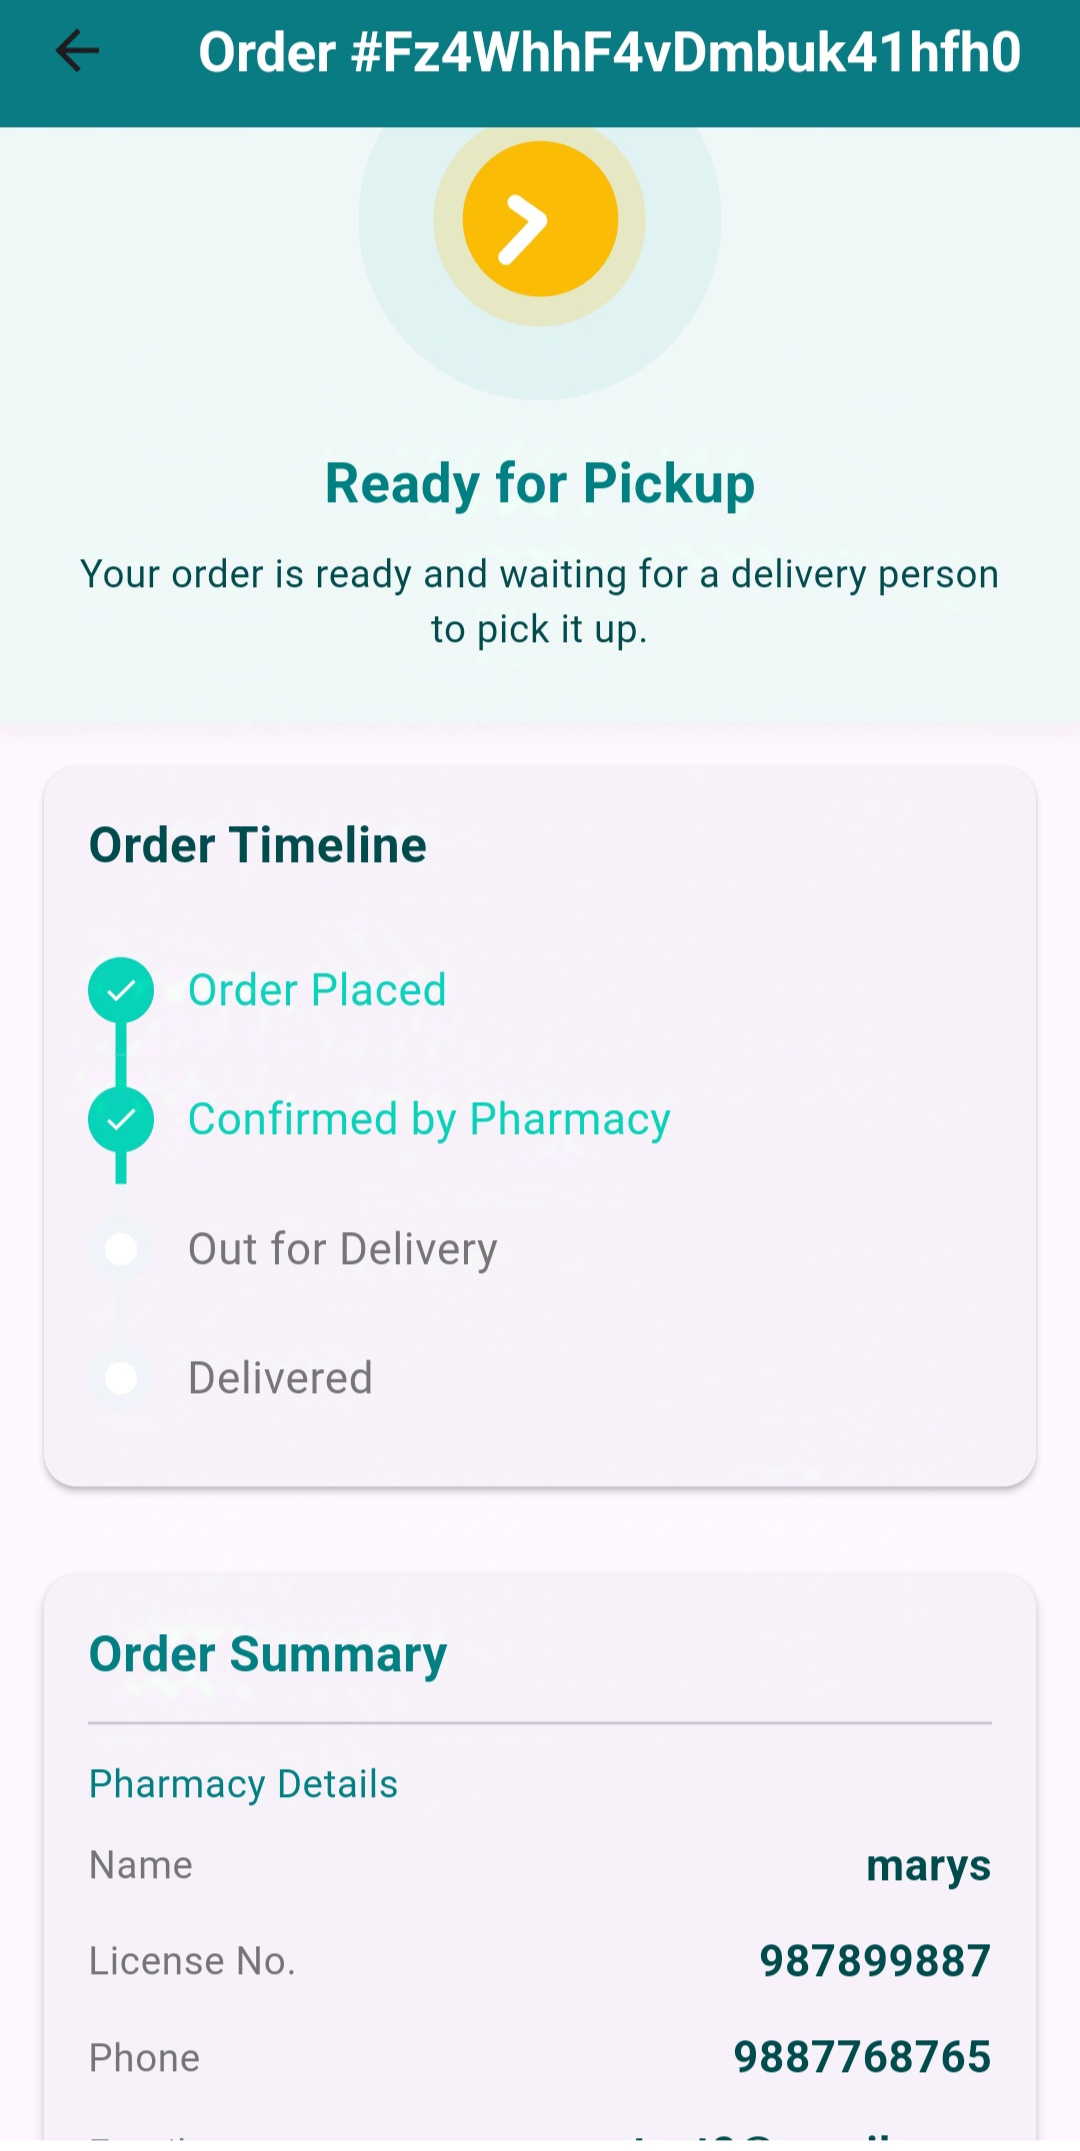 Order #Fz4WhhF4vDmbuk41hfh0
Ready for Pickup
Your order is ready and waiting for a delivery person
to pick it up.
Order Timeline
Order Placed
Confirmed by Pharmacy
Out for Delivery
Delivered
Order Summary
Pharmacy Details
Name marys
License No. 987899887
Phone 9887768765